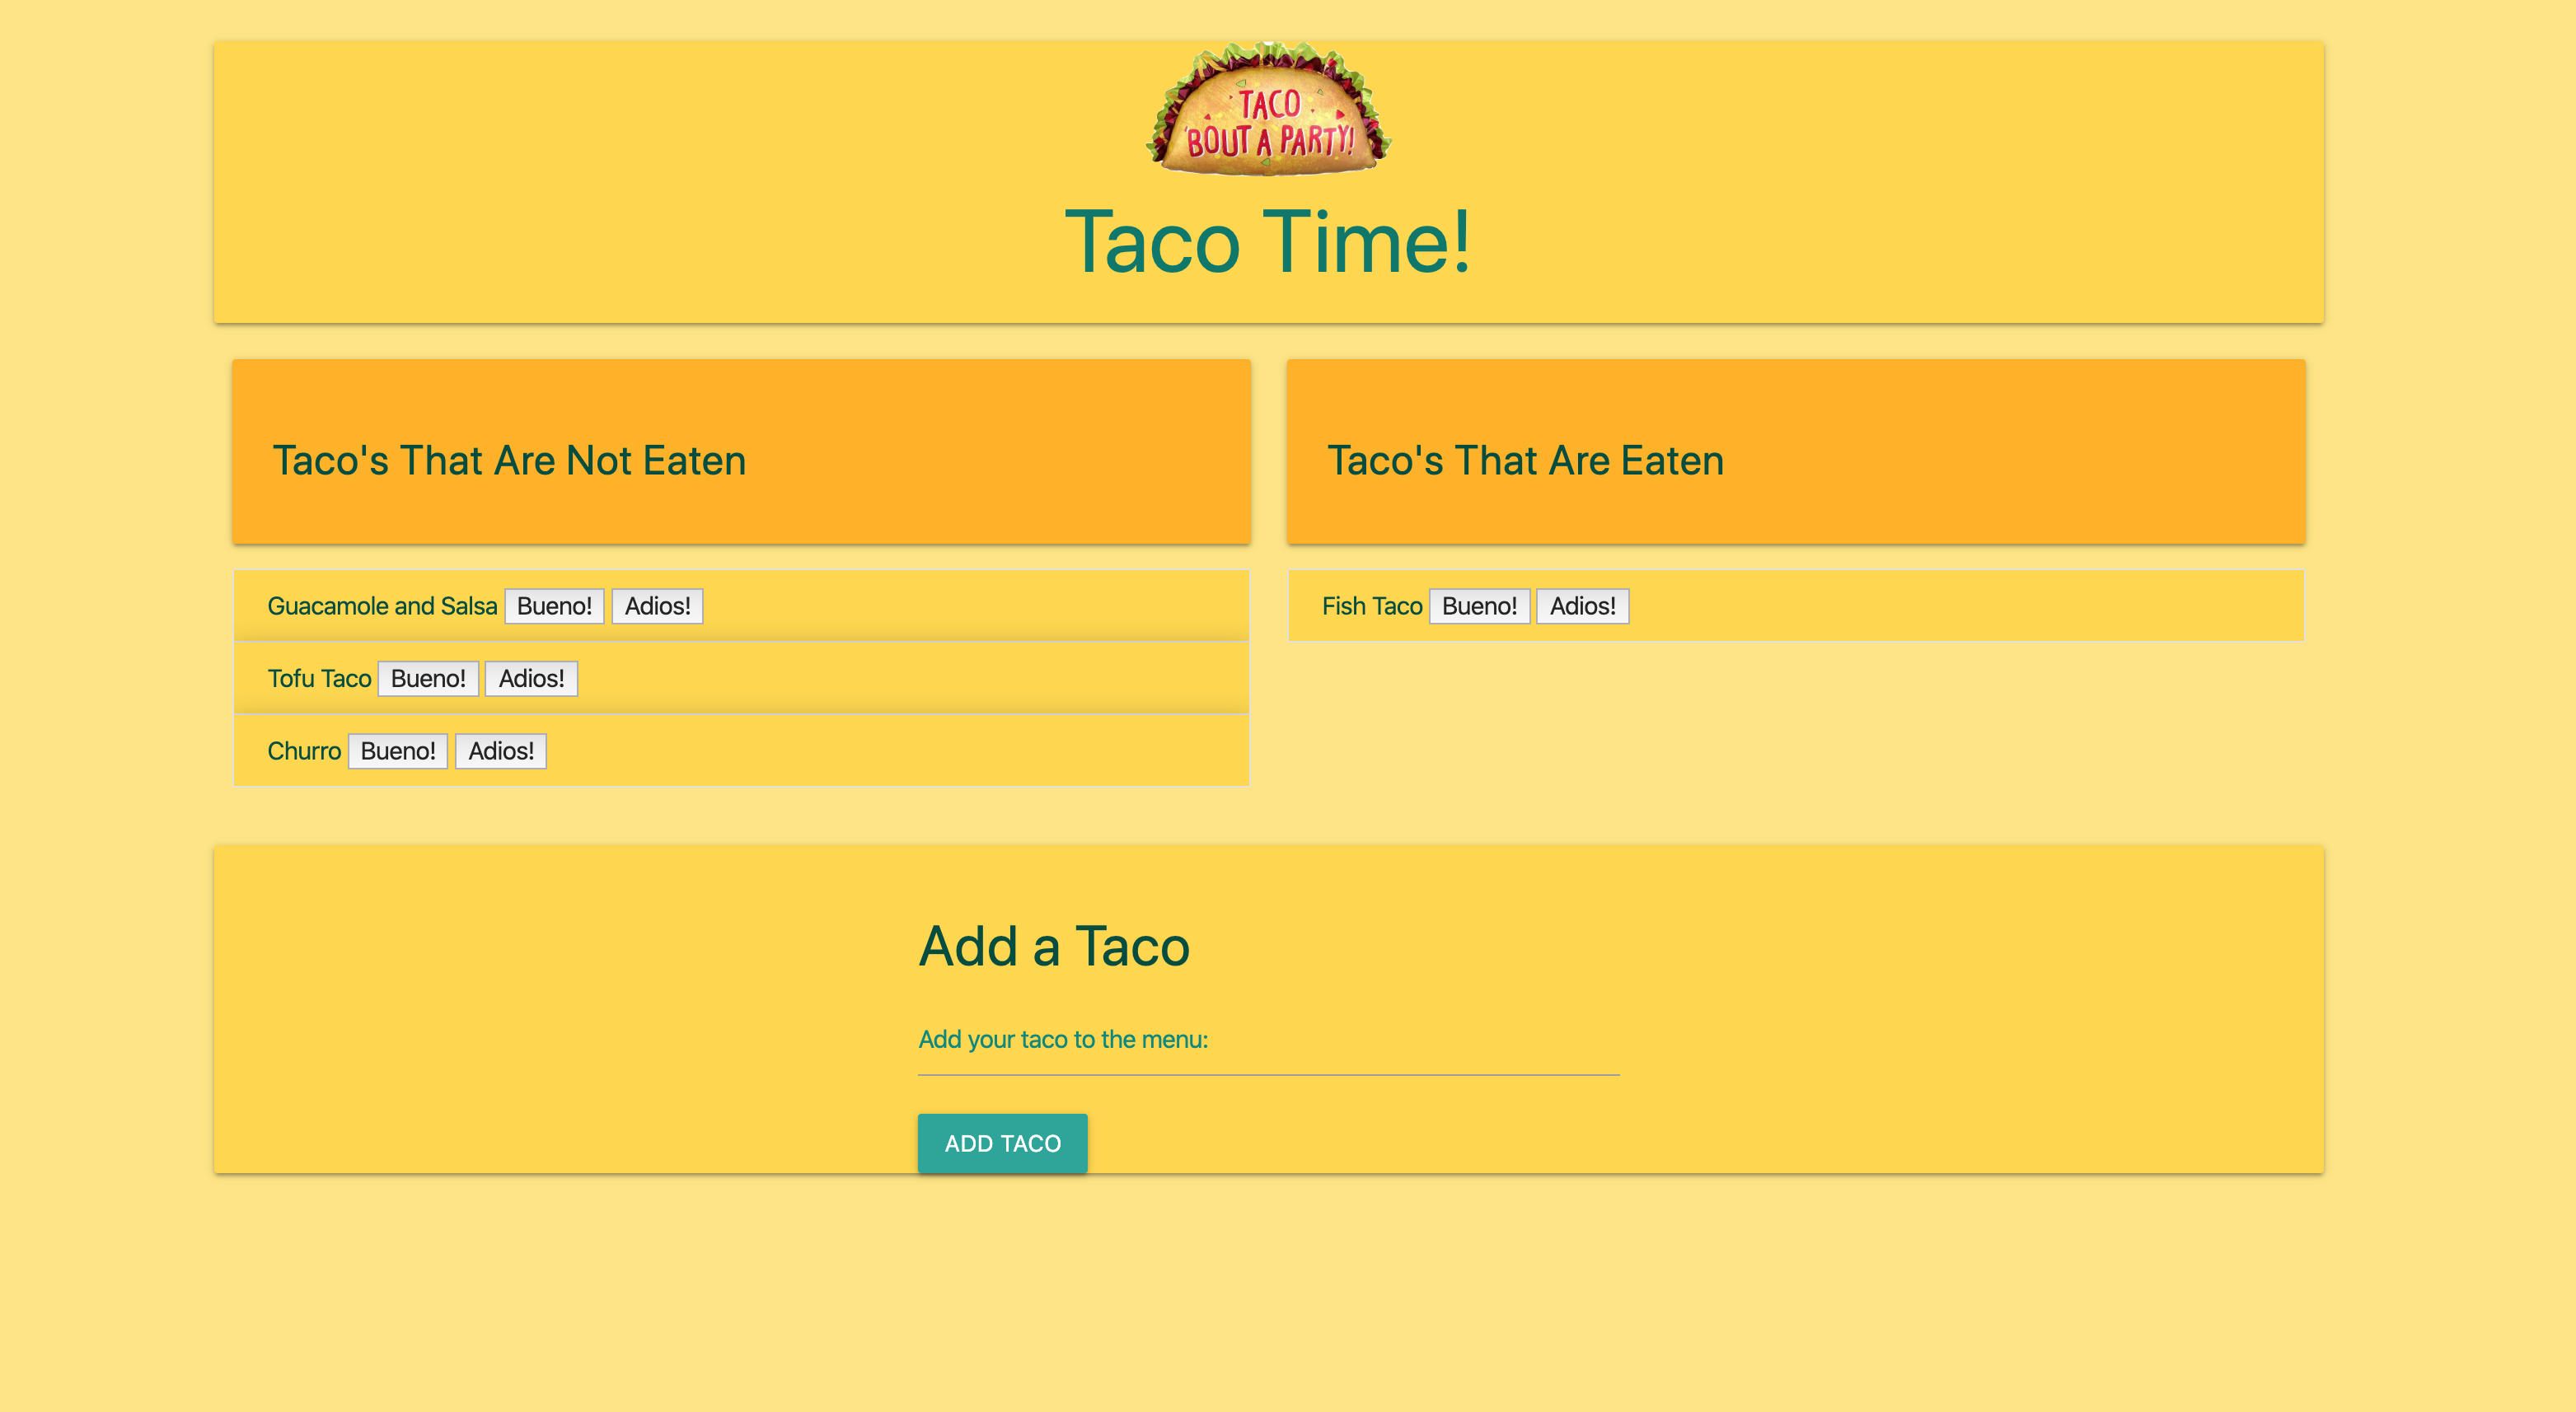 TACO
'BOUT A PARTY!
Taco Time!
Taco's That Are Not Eaten
Guacamole and Salsa Bueno! Adios!
Tofu Taco Bueno! Adios!
Churro Bueno! Adios!
Taco's That Are Eaten
Fish Taco Bueno! Adios!
Add a Taco
Add your taco to the menu:
ADD TACO